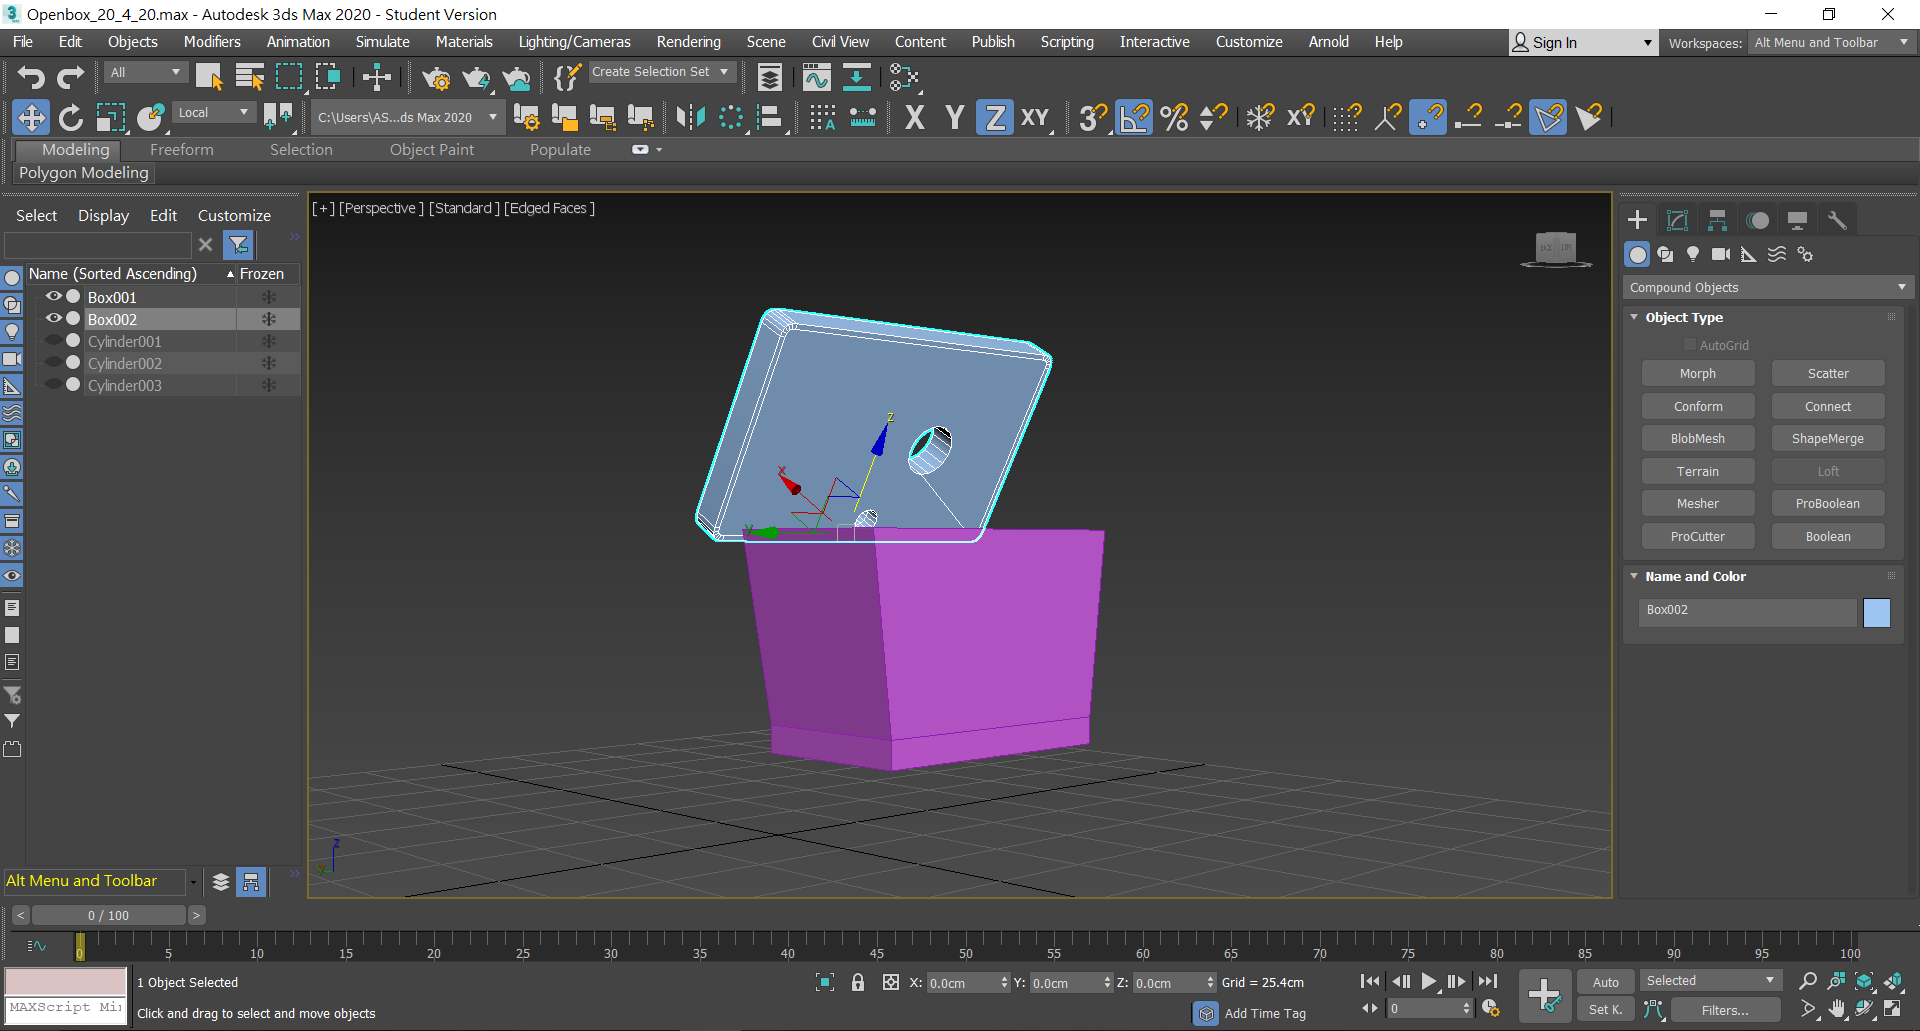 Openbox_20_4_20.max - Autodesk 3ds Max 2020 - Student Version
File Edit Objects Modifiers Animation Simulate Materials Lighting/Cameras Rendering Scene Civil View Content Publish Scripting Interactive Customize Arnold Help Sign In Workspaces: Alt Menu and Toolbar
All Create Selection Set
Local C:\Users\AS...ds Max 2020 X Y Z XY 3
Modeling Freeform Selection Object Paint Populate
Polygon Modeling
Select Display Edit Customize
[+] [Perspective ] [Standard ] [Edged Faces ]
Name (Sorted Ascending) Frozen
Box001
Box002
Cylinder001
Cylinder002
Cylinder003
z
x
y
BACK LEFT
Compound Objects
Object Type
AutoGrid
Morph Scatter
Conform Connect
BlobMesh ShapeMerge
Terrain Loft
Mesher ProBoolean
ProCutter Boolean
Name and Color
Box002
z
Alt Menu and Toolbar
< 0 / 100 >
0 5 10 15 20 25 30 35 40 45 50 55 60 65 70 75 80 85 90 95 100
1 Object Selected X: 0.0cm Y: 0.0cm Z: 0.0cm Grid = 25.4cm Auto Selected
MAXScript Mi
Click and drag to select and move objects Add Time Tag 0 Set K. Filters...